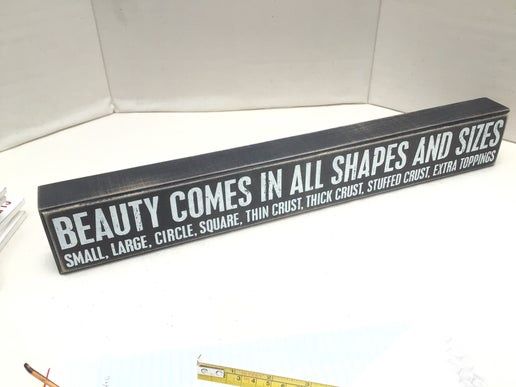 BEAUTY COMES IN ALL SHAPES AND SIZES
SMALL, LARGE, CIRCLE, SQUARE, THIN CRUST, THICK CRUST, STUFFED CRUST, EXTRA TOPPINGS